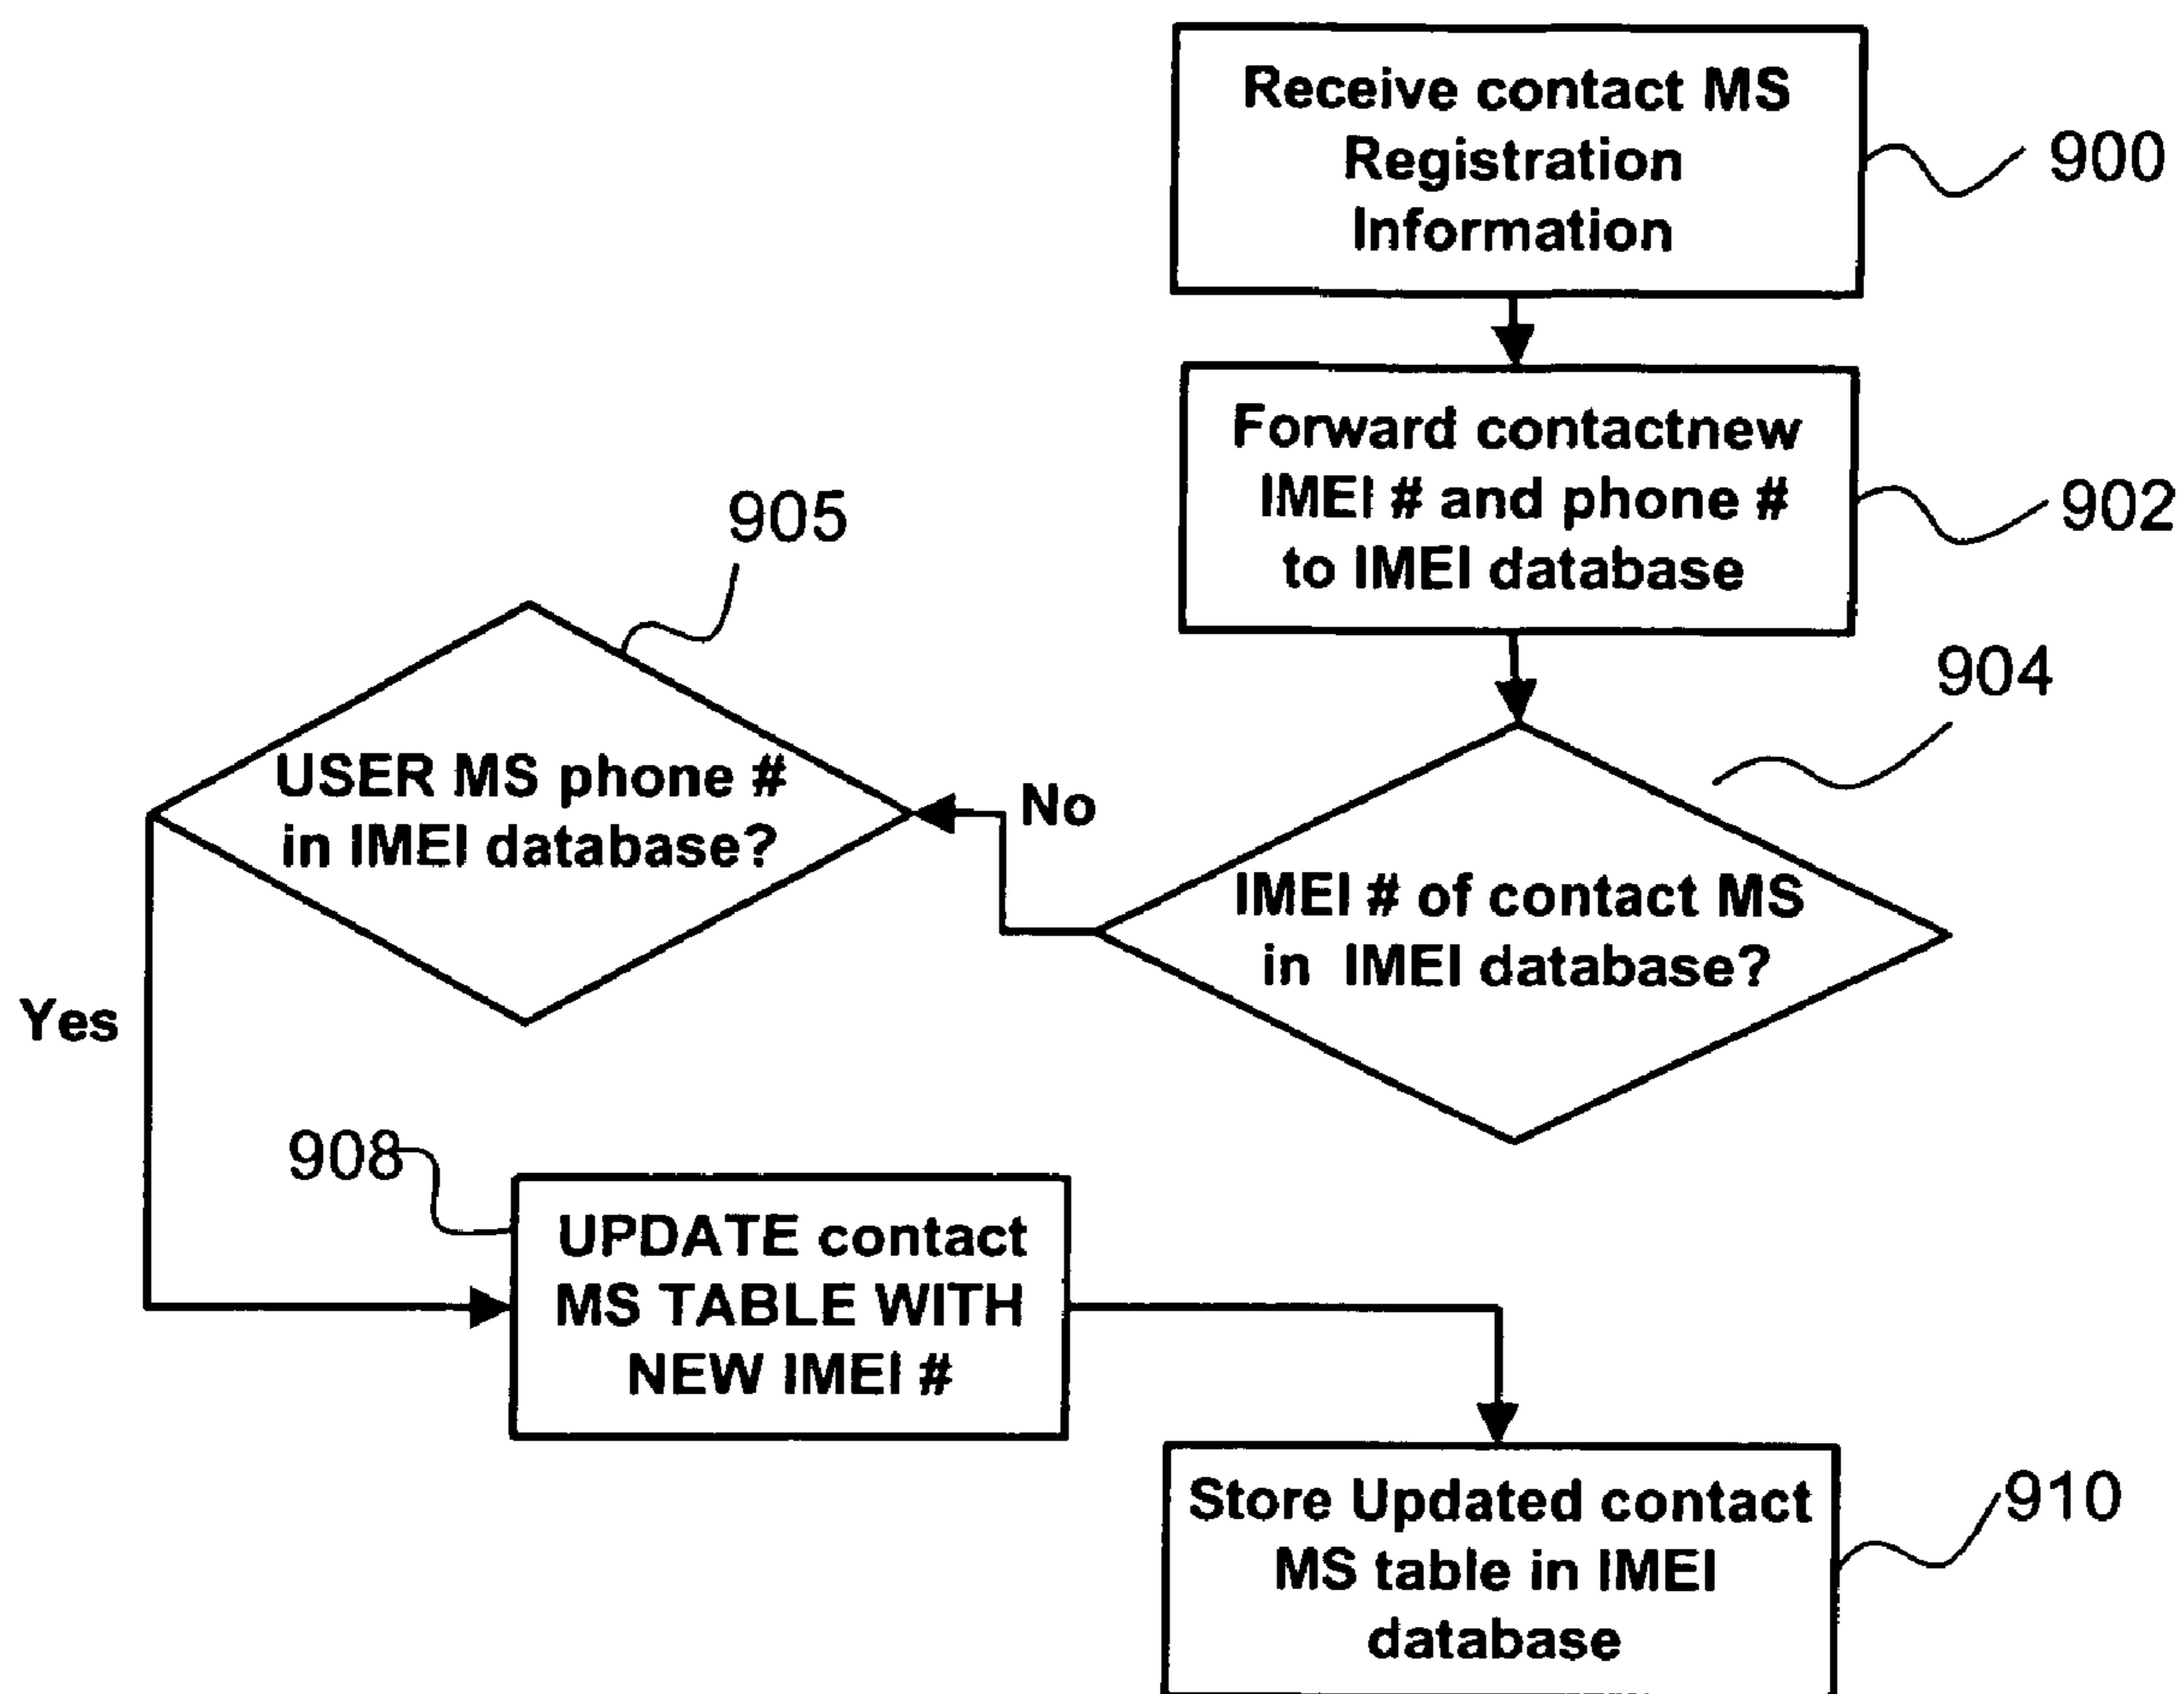 Receive contact MS
Registration
Information
900
Forward contactnew
IMEI # and phone #
to IMEI database
902
905
904
USER MS phone #
in IMEI database?
No
IMEI # of contact MS
in IMEI database?
Yes
908
UPDATE contact
MS TABLE WITH
NEW IMEI #
Store Updated contact
MS table in IMEI
database
910